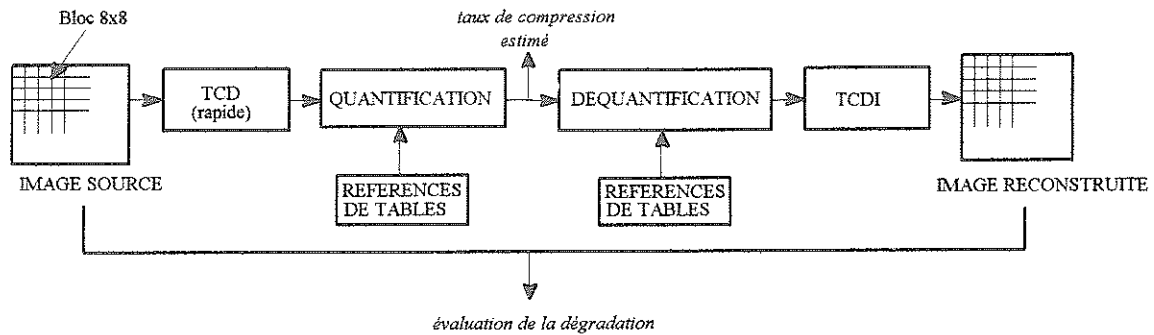 Bloc 8x8
taux de compression
estimé
TCD
(rapide)
QUANTIFICATION
DEQUANTIFICATION
TCDI
IMAGE SOURCE
REFERENCES
DE TABLES
REFERENCES
DE TABLES
IMAGE RECONSTRUITE
évaluation de la dégradation